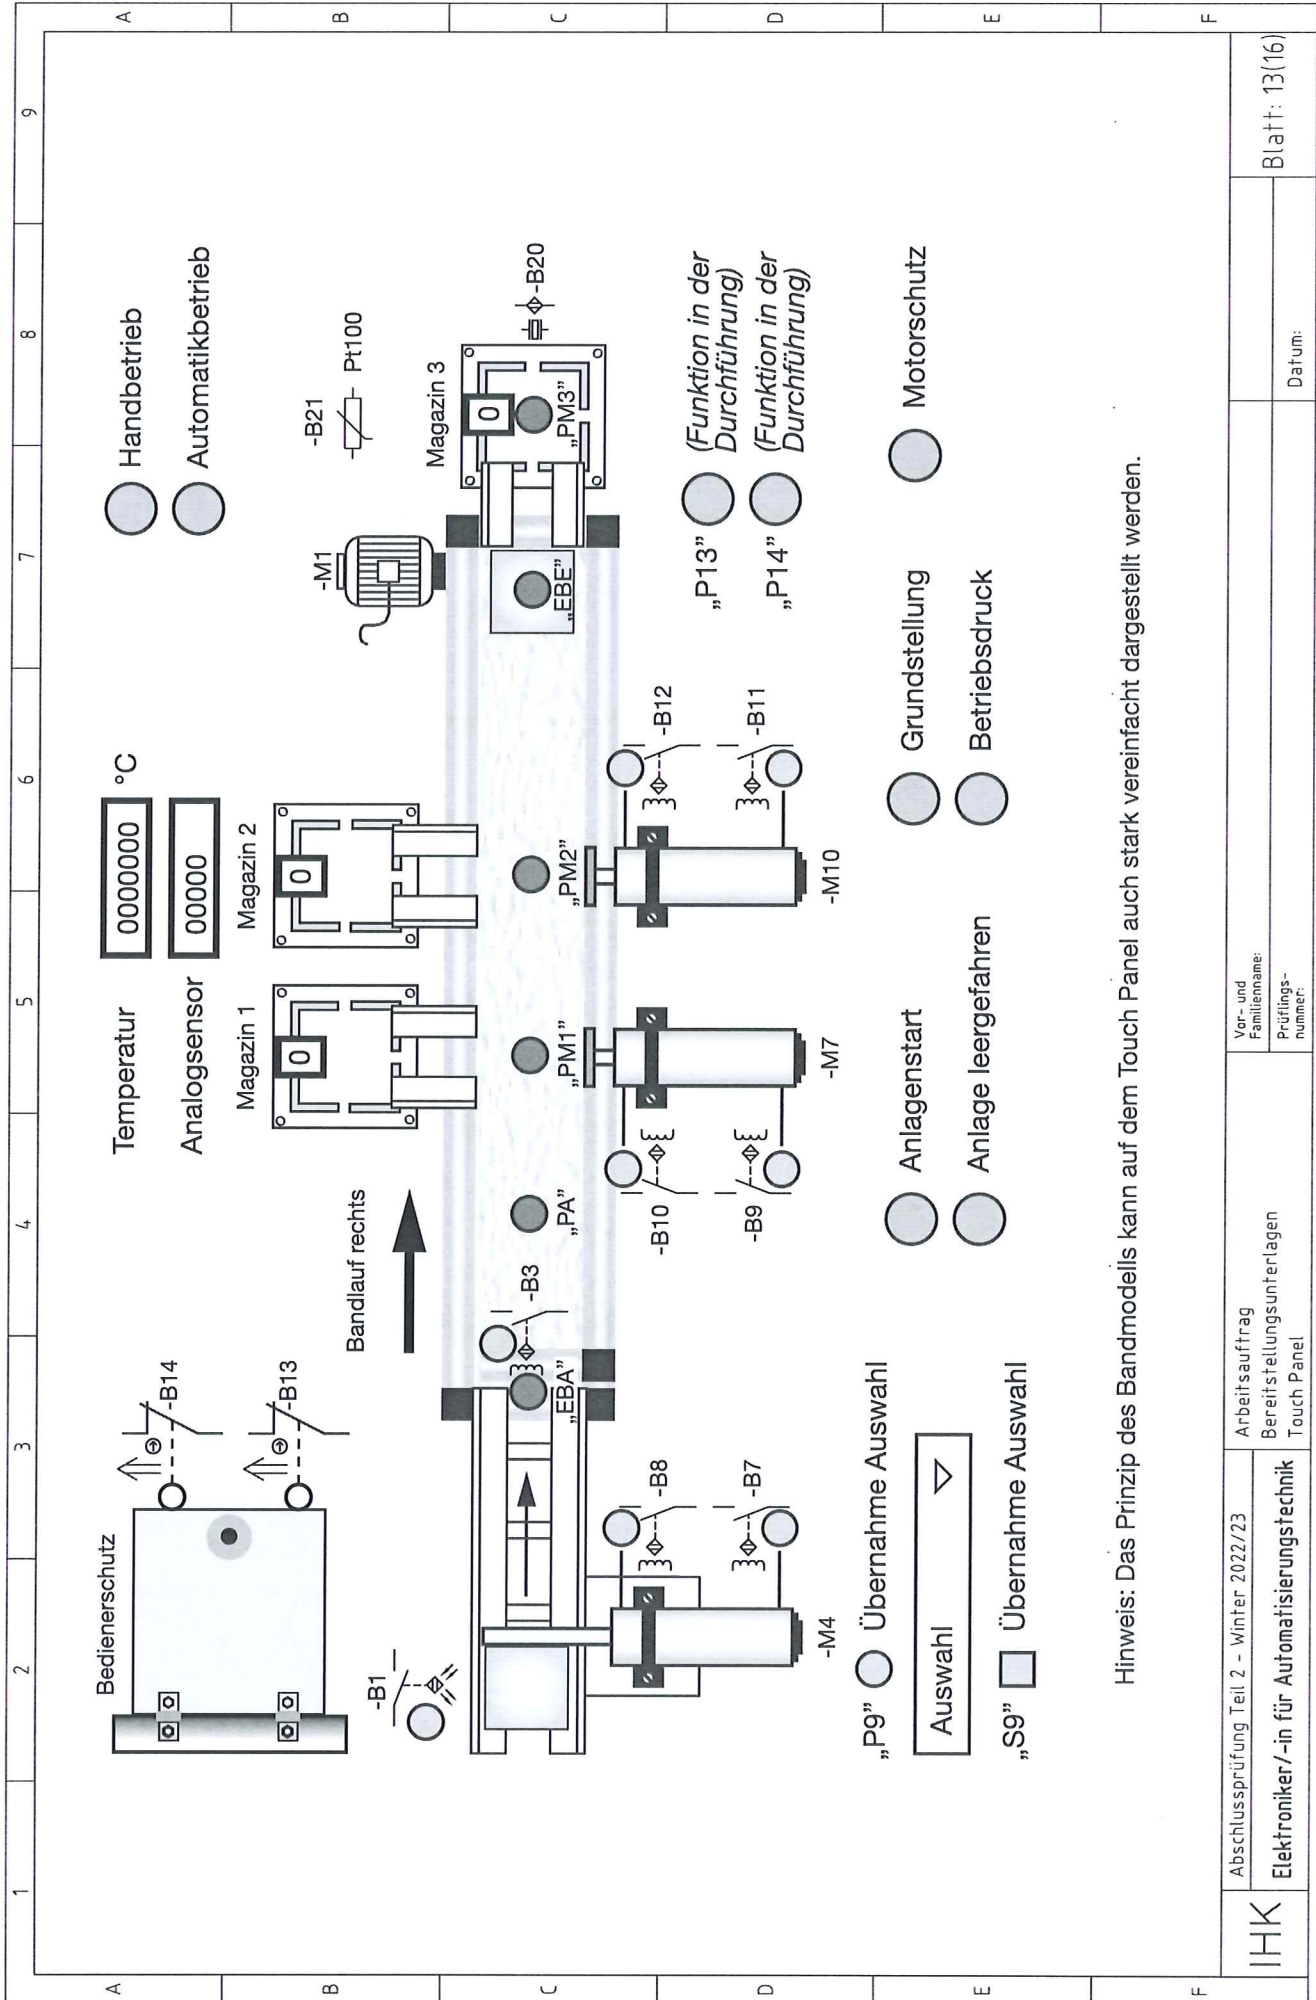 1 2 3 4 5 6 7 8 9
A
B
C
D
E
F
A
B
C
D
E
F
Bedienerschutz
-B14
-B13
Bandlauf rechts
Temperatur 0000000 °C
Analogsensor 00000
Handbetrieb
Automatikbetrieb
Magazin 1
0
Magazin 2
0
-M1
-B21
Pt100
Magazin 3
0
-B20
-B1
„EBA”
-B3
„PA”
„PM1”
„PM2”
„EBE”
„PM3”
-B8
-B7
-M4
-B10
-B9
-M7
-B12
-B11
-M10
„P13” (Funktion in der
Durchführung)
„P14” (Funktion in der
Durchführung)
„P9” Übernahme Auswahl
Auswahl
„S9” Übernahme Auswahl
Anlagenstart
Anlage leergefahren
Grundstellung
Betriebsdruck
Motorschutz
Hinweis: Das Prinzip des Bandmodells kann auf dem Touch Panel auch stark vereinfacht dargestellt werden.
IHK
Abschlussprüfung Teil 2 - Winter 2022/23
Elektroniker/-in für Automatisierungstechnik
Arbeitsauftrag
Bereitstellungsunterlagen
Touch Panel
Vor- und
Familienname:
Prüflings-
nummer:
Datum:
Blatt: 13(16)